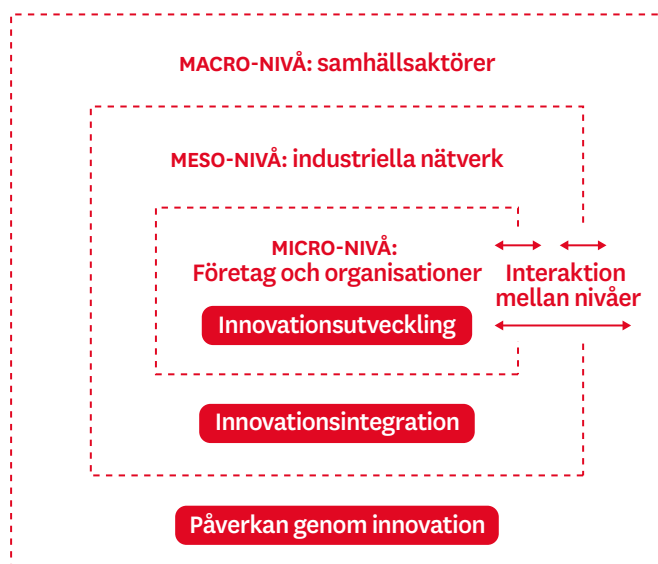 MACRO-NIVÅ: samhällsaktörer
MESO-NIVÅ: industriella nätverk
MICRO-NIVÅ:
Företag och organisationer
Interaktion
mellan nivåer
Innovationsutveckling
Innovationsintegration
Påverkan genom innovation